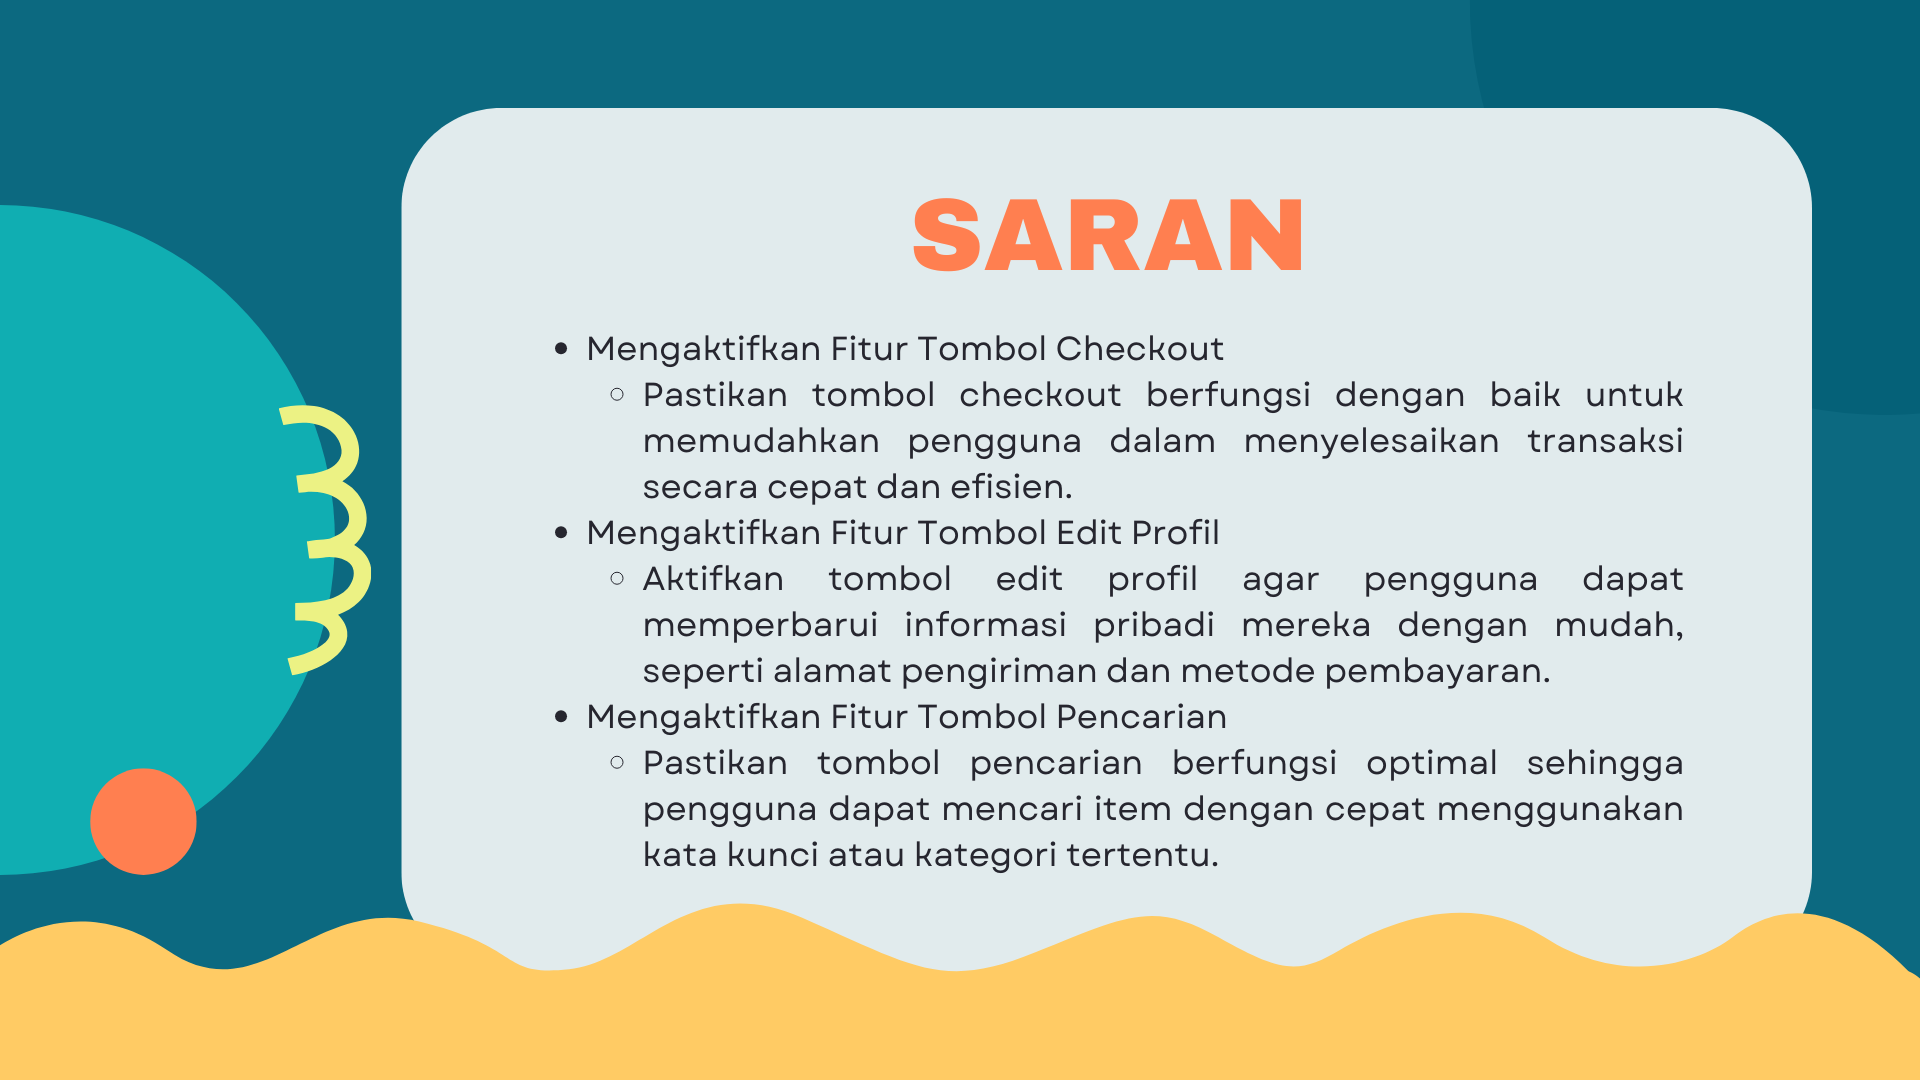 SARAN
• Mengaktifkan Fitur Tombol Checkout
○ Pastikan tombol checkout berfungsi dengan baik untuk
memudahkan pengguna dalam menyelesaikan transaksi
secara cepat dan efisien.
• Mengaktifkan Fitur Tombol Edit Profil
○ Aktifkan tombol edit profil agar pengguna dapat
memperbarui informasi pribadi mereka dengan mudah,
seperti alamat pengiriman dan metode pembayaran.
• Mengaktifkan Fitur Tombol Pencarian
○ Pastikan tombol pencarian berfungsi optimal sehingga
pengguna dapat mencari item dengan cepat menggunakan
kata kunci atau kategori tertentu.